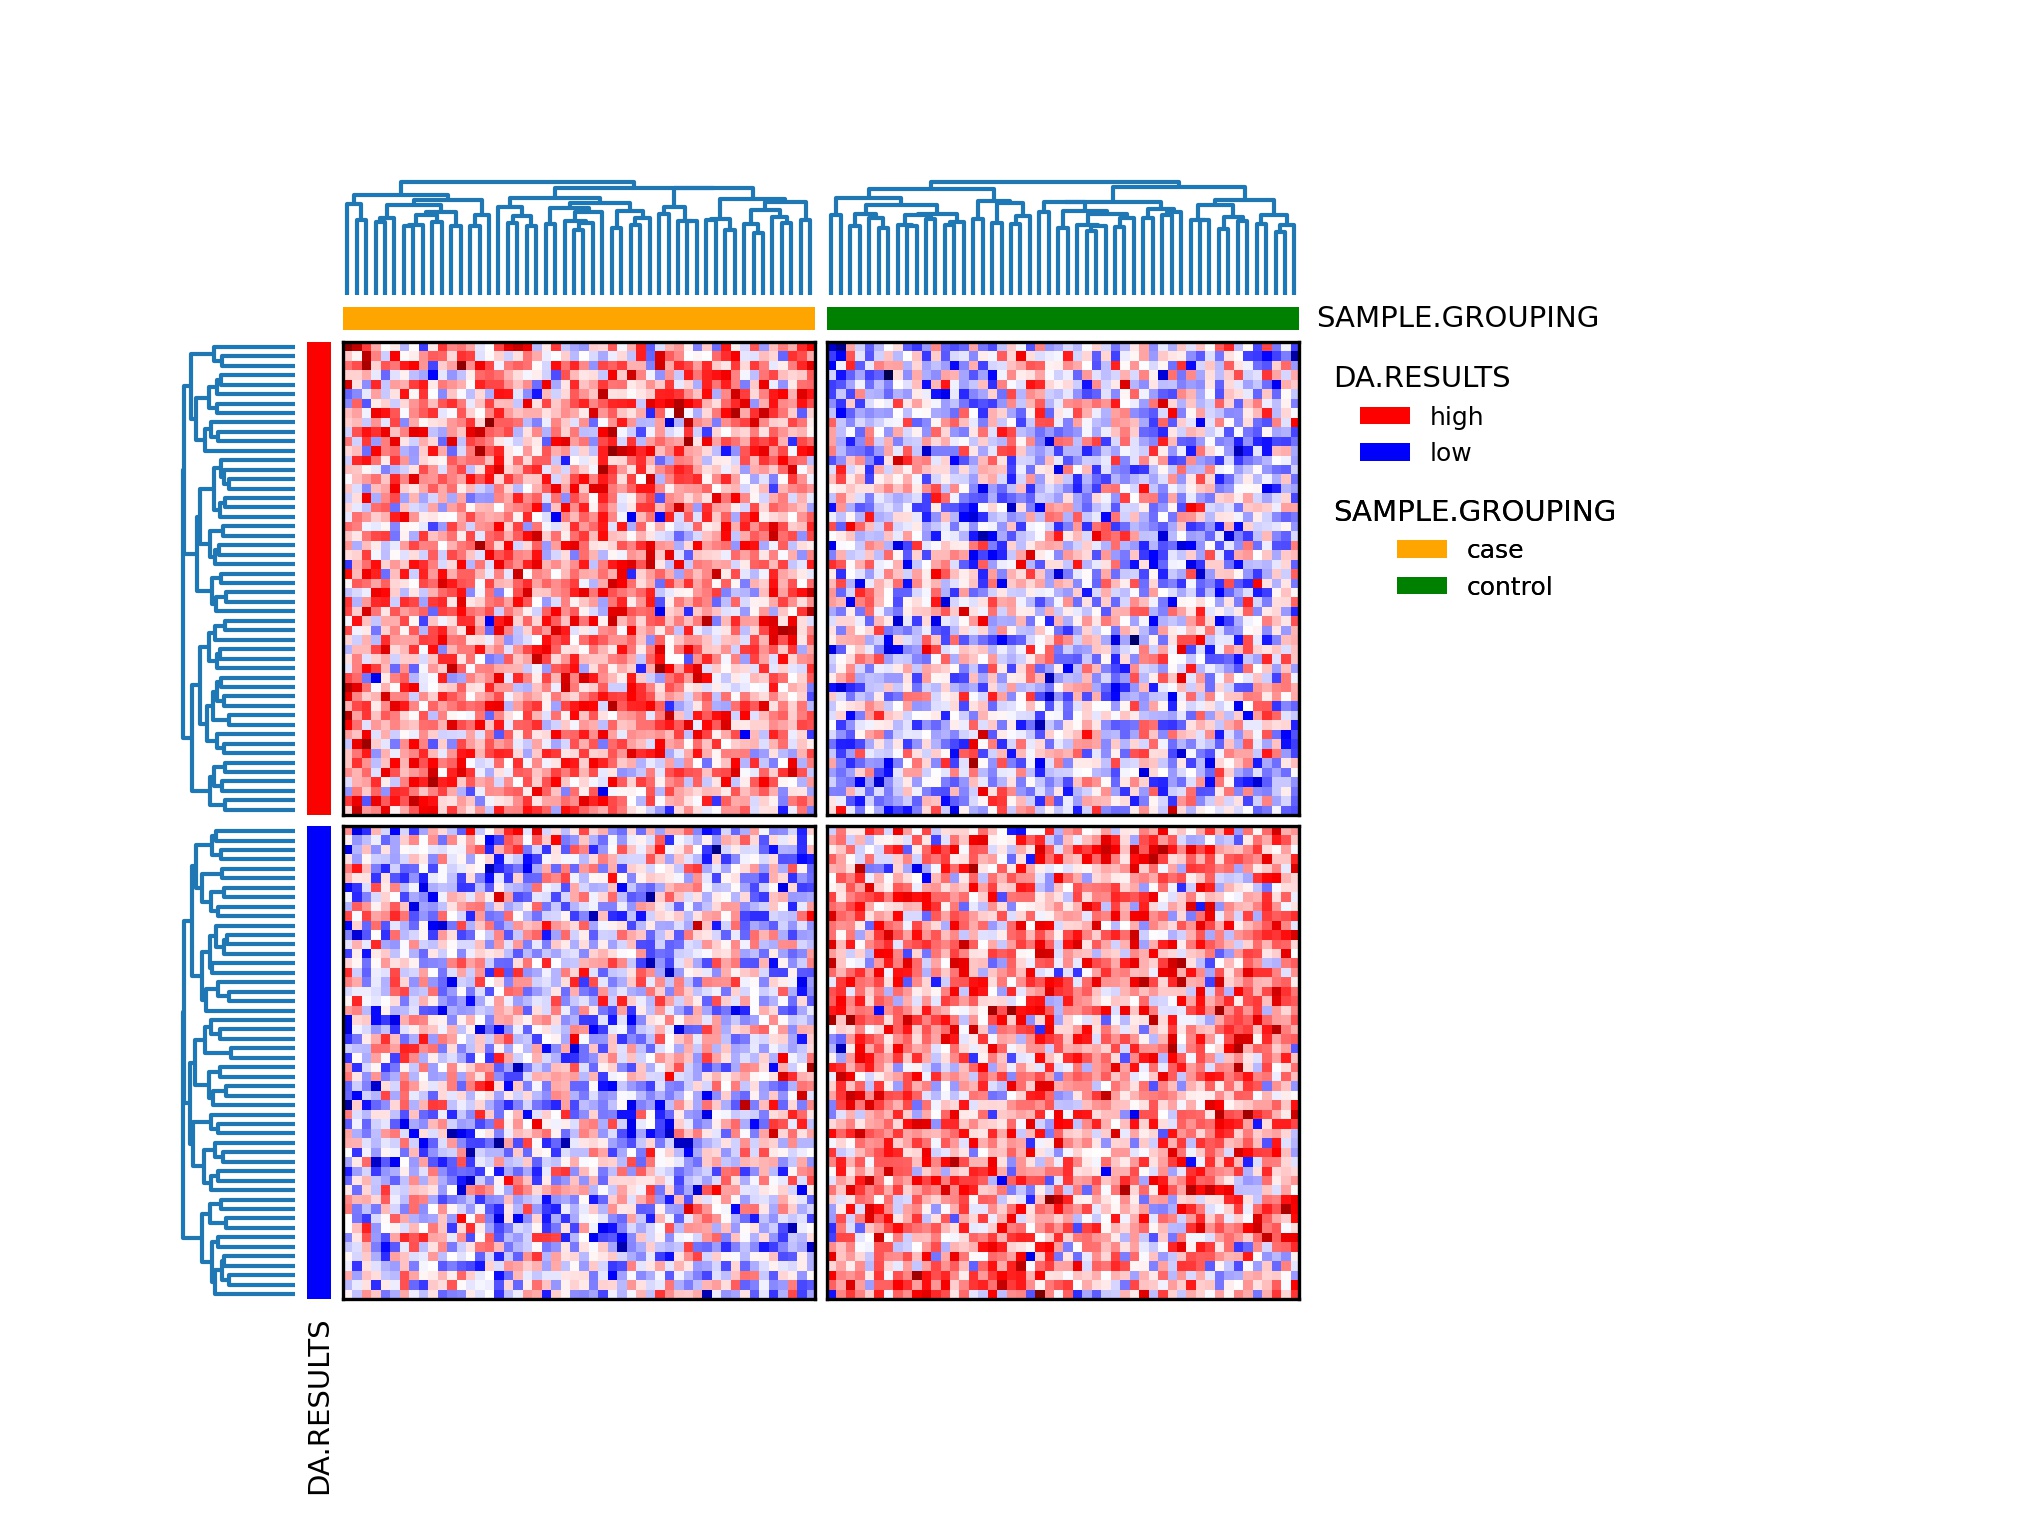 SAMPLE.GROUPING
DA.RESULTS
high
low
SAMPLE.GROUPING
case
control
DA.RESULTS